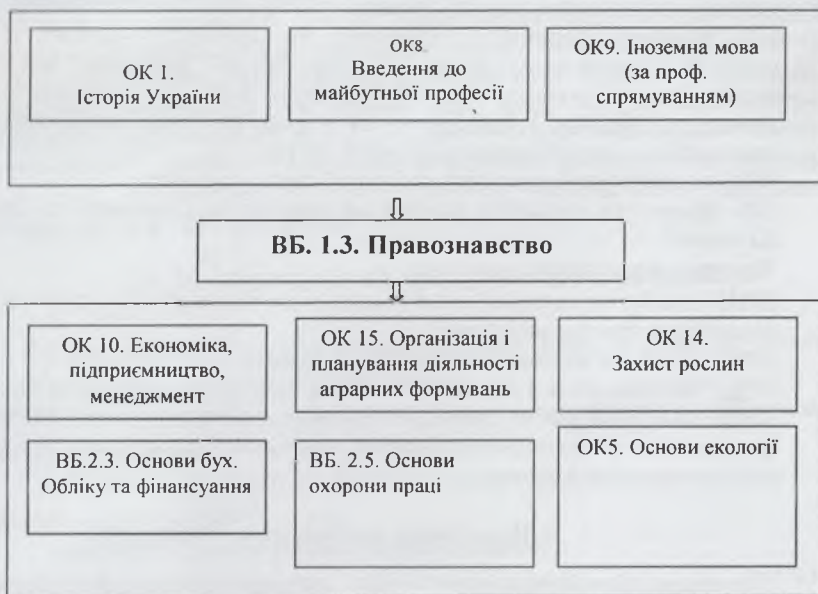 ОК 1.
Історія України
ОК8.
Введення до
майбутньої професії
ОК9. Іноземна мова
(за проф.
спрямуванням)
ВБ. 1.3. Правознавство
ОК 10. Економіка,
підприємництво,
менеджмент
ОК 15. Організація і
планування діяльності
аграрних формувань
ОК 14.
Захист рослин
ВБ.2.3. Основи бух.
Обліку та фінансуання
ВБ. 2.5. Основи
охорони праці
ОК5. Основи екології